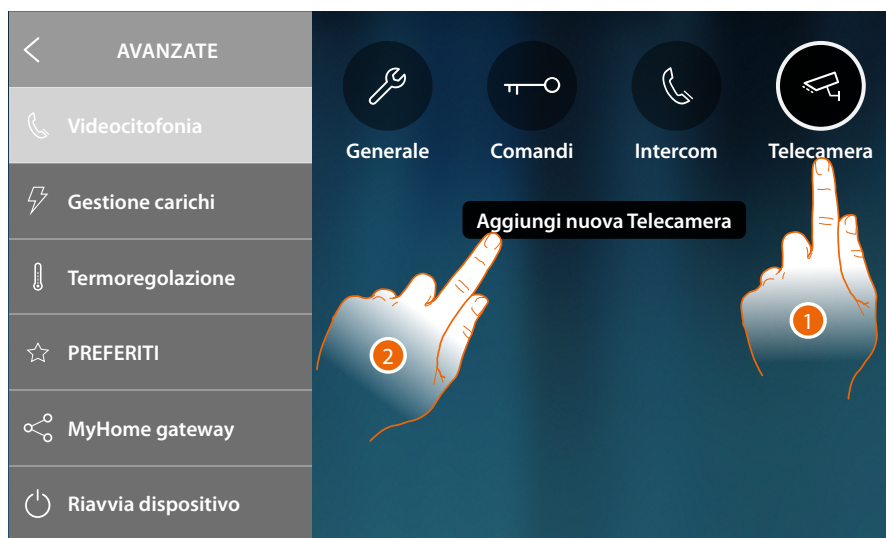 AVANZATE
Videocitofonia
Gestione carichi
Termoregolazione
PREFERITI
MyHome gateway
Riavvia dispositivo
Generale
Comandi
Intercom
Telecamera
Aggiungi nuova Telecamera
1
2